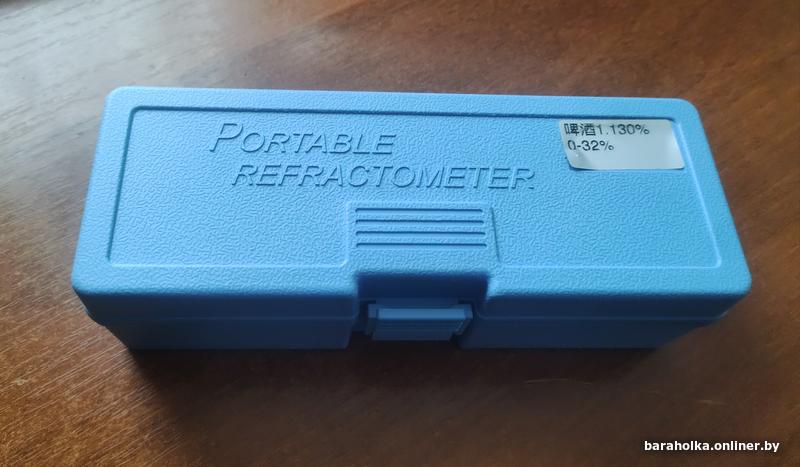 PORTABLE
REFRACTOMETER
啤酒1.130%
0-32%
baraholka.onliner.by